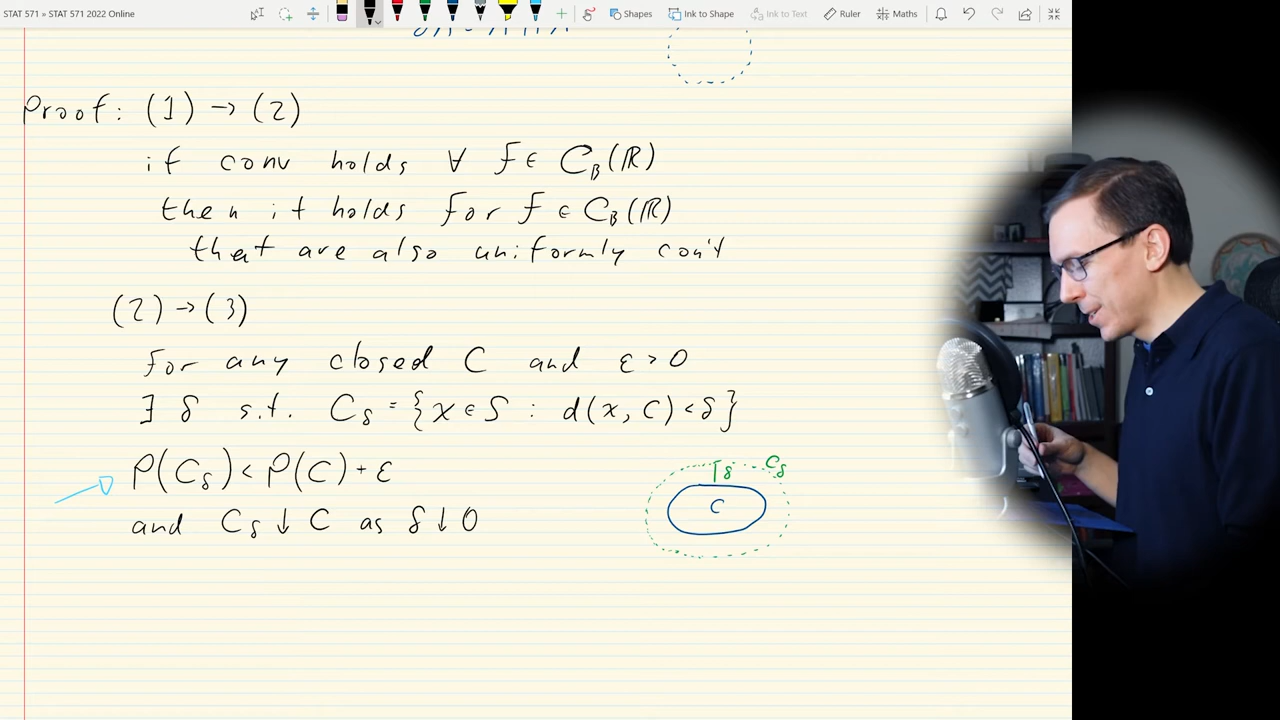 STAT 571 » STAT 571 2022 Online
Shapes
Ink to Shape
Ink to Text
Ruler
Maths
Proof: (1) → (2)
if conv holds ∀ f ∈ C_B(ℝ)
then it holds for f ∈ C_B(ℝ)
that are also uniformly con't
(2) → (3)
For any closed C and ε > 0
∃ δ s.t. C_δ = {x ∈ S : d(x, C) < δ}
P(C_δ) < P(C) + ε
and C_δ ↓ C as δ ↓ 0
δ C_δ
C